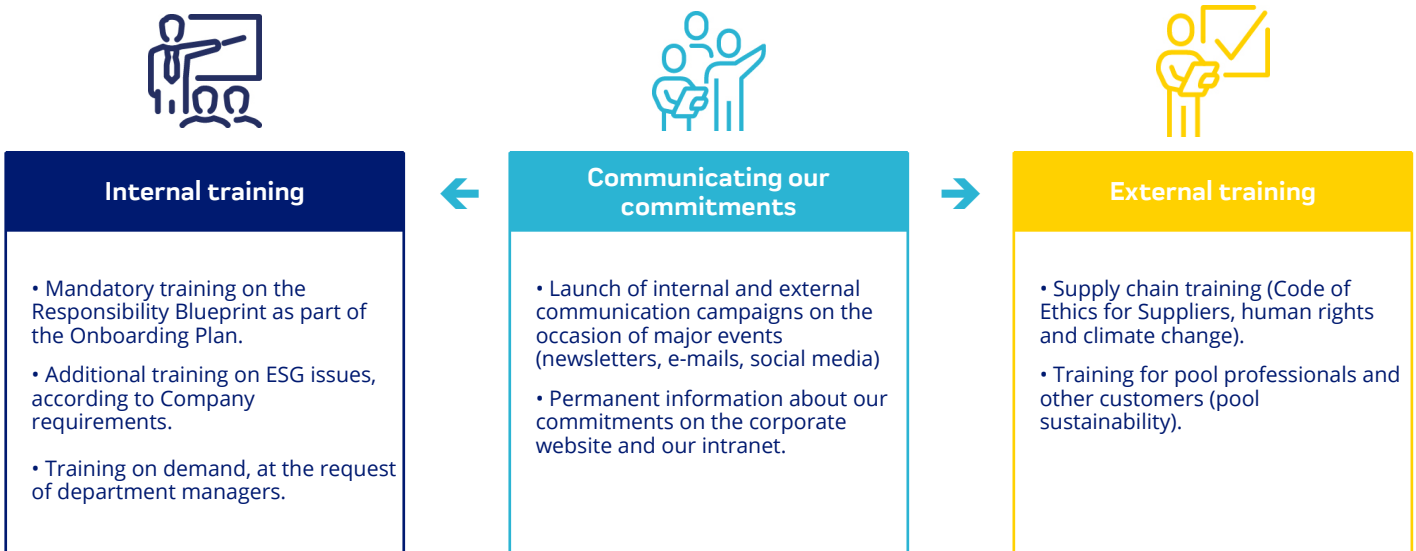 Internal training
• Mandatory training on the
Responsibility Blueprint as part of
the Onboarding Plan.
• Additional training on ESG issues,
according to Company
requirements.
• Training on demand, at the request
of department managers.
Communicating our
commitments
• Launch of internal and external
communication campaigns on the
occasion of major events
(newsletters, e-mails, social media)
• Permanent information about our
commitments on the corporate
website and our intranet.
External training
• Supply chain training (Code of
Ethics for Suppliers, human rights
and climate change).
• Training for pool professionals and
other customers (pool
sustainability).